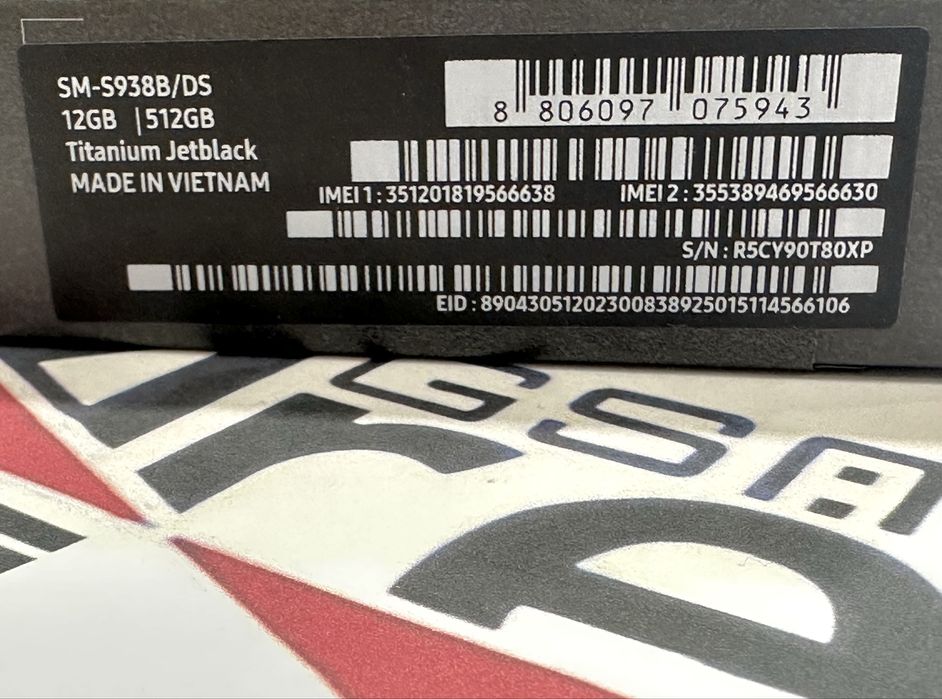 SM-S938B/DS
12GB | 512GB
Titanium Jetblack
MADE IN VIETNAM
8 806097 075943
IMEI 1 : 351201819566638 IMEI 2 : 355389469566630
S/N : R5CY90T80XP
EID : 89043051202300838925015114566106